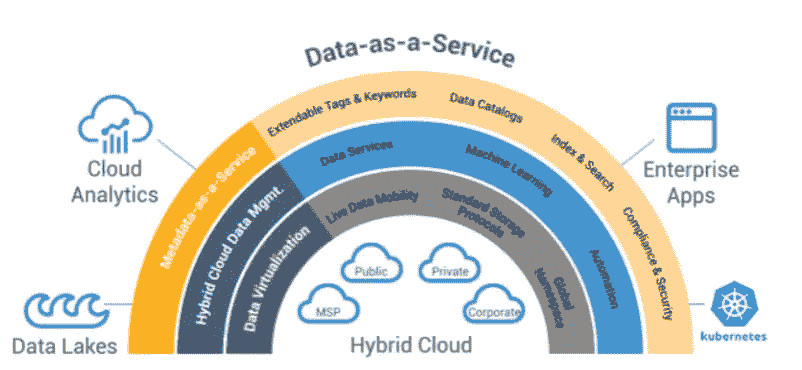 Data-as-a-Service
Extendable Tags & Keywords
Data Catalogs
Index & Search
Compliance & Security
Metadata-as-a-Service
Data Services
Machine Learning
Automation
Hybrid Cloud Data Mgmt.
Live Data Mobility
Standard Storage
Protocols
Global
Namespace
Data Virtualization
Cloud
Analytics
Enterprise
Apps
Public
Private
MSP
Corporate
Hybrid Cloud
Data Lakes
kubernetes